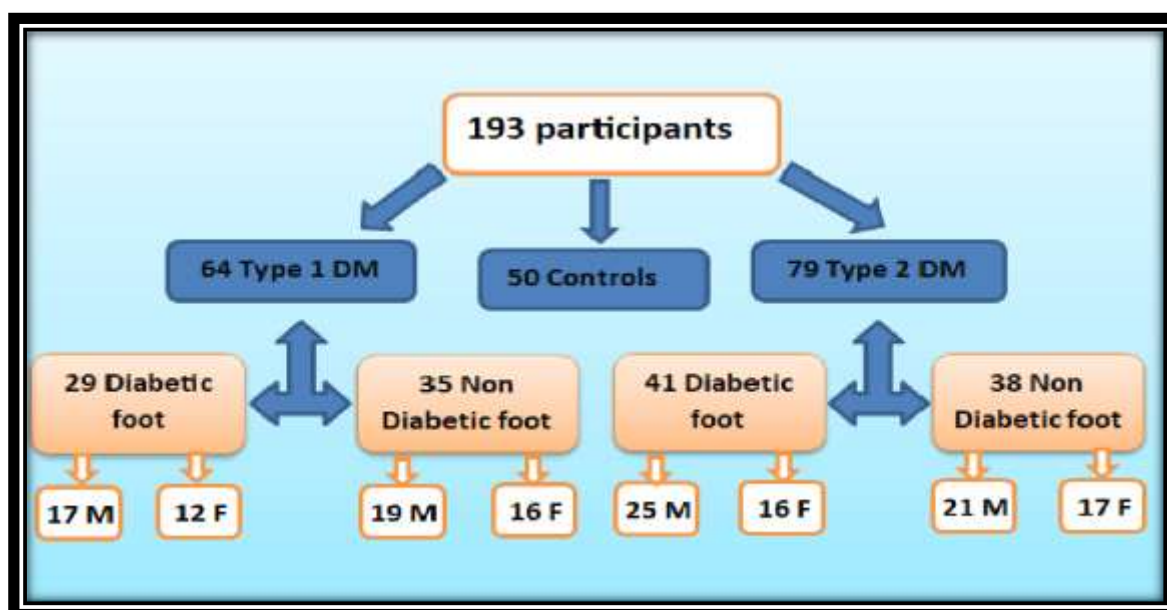 193 participants
64 Type 1 DM
50 Controls
79 Type 2 DM
29 Diabetic
foot
35 Non
Diabetic foot
41 Diabetic
foot
38 Non
Diabetic foot
17 M
12 F
19 M
16 F
25 M
16 F
21 M
17 F